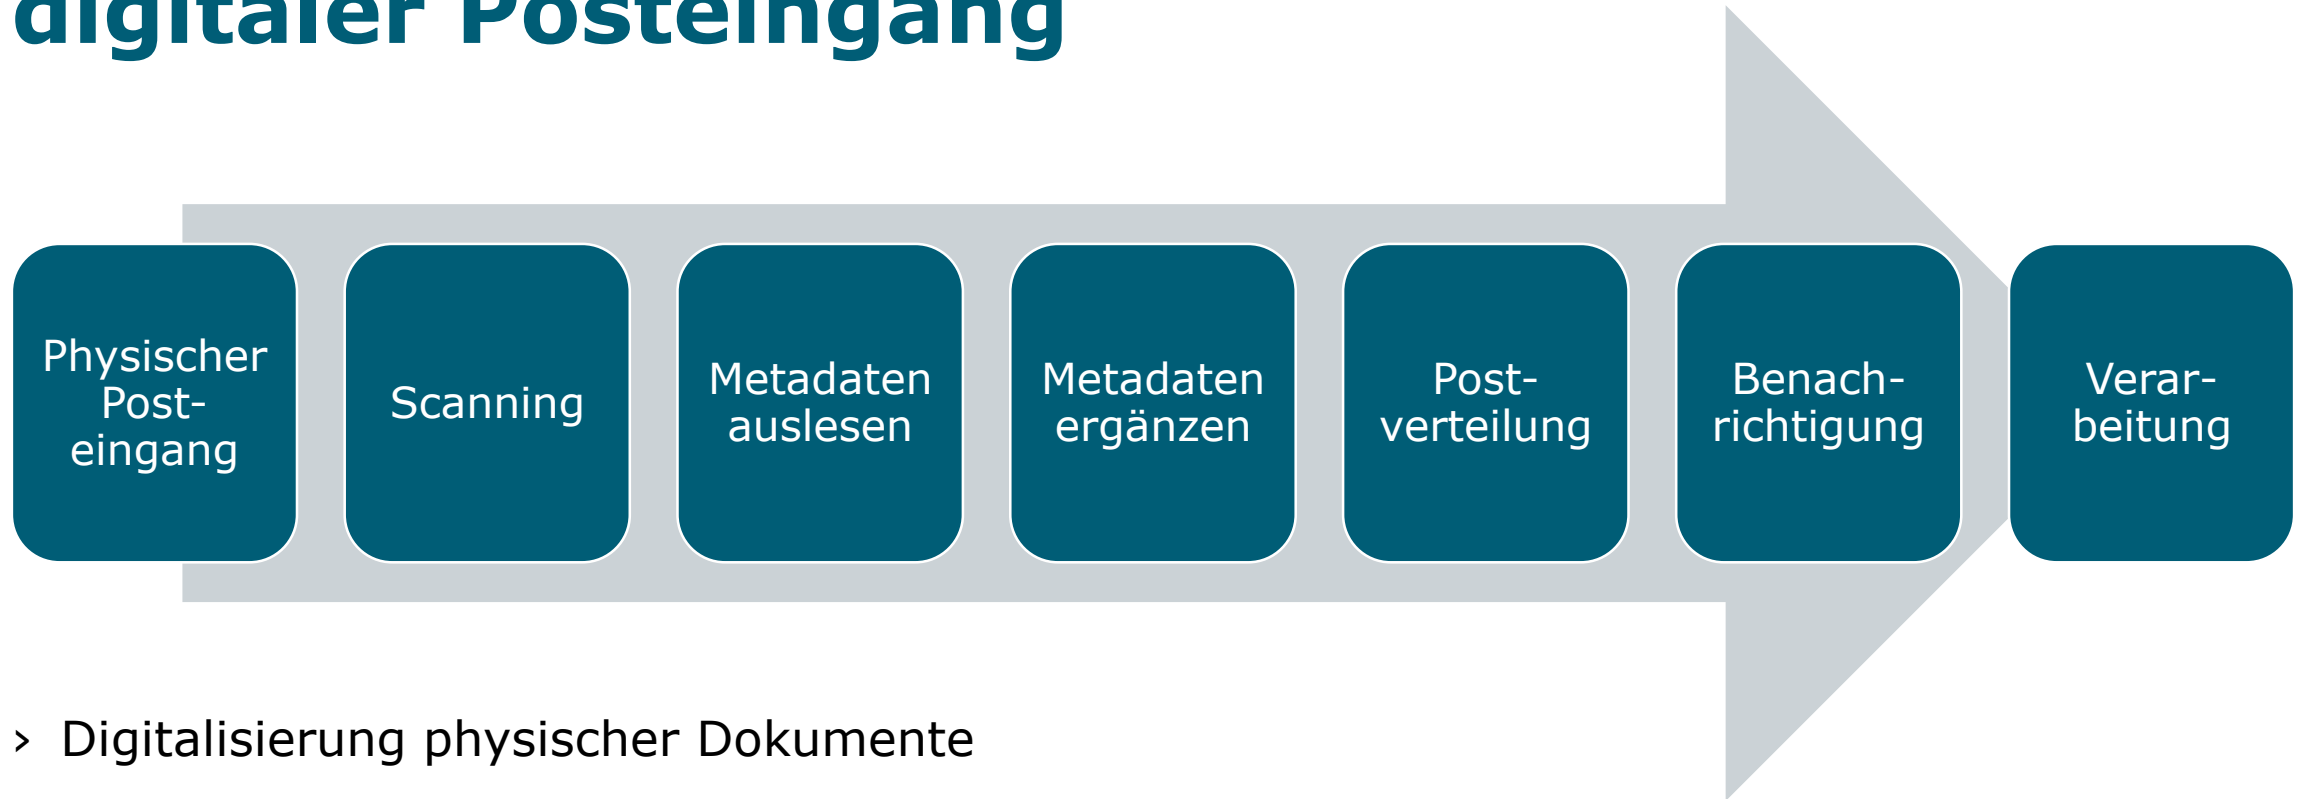 digitaler Posteingang
Physischer
Post-
eingang
Scanning
Metadaten
auslesen
Metadaten
ergänzen
Post-
verteilung
Benach-
richtigung
Verar-
beitung
› Digitalisierung physischer Dokumente